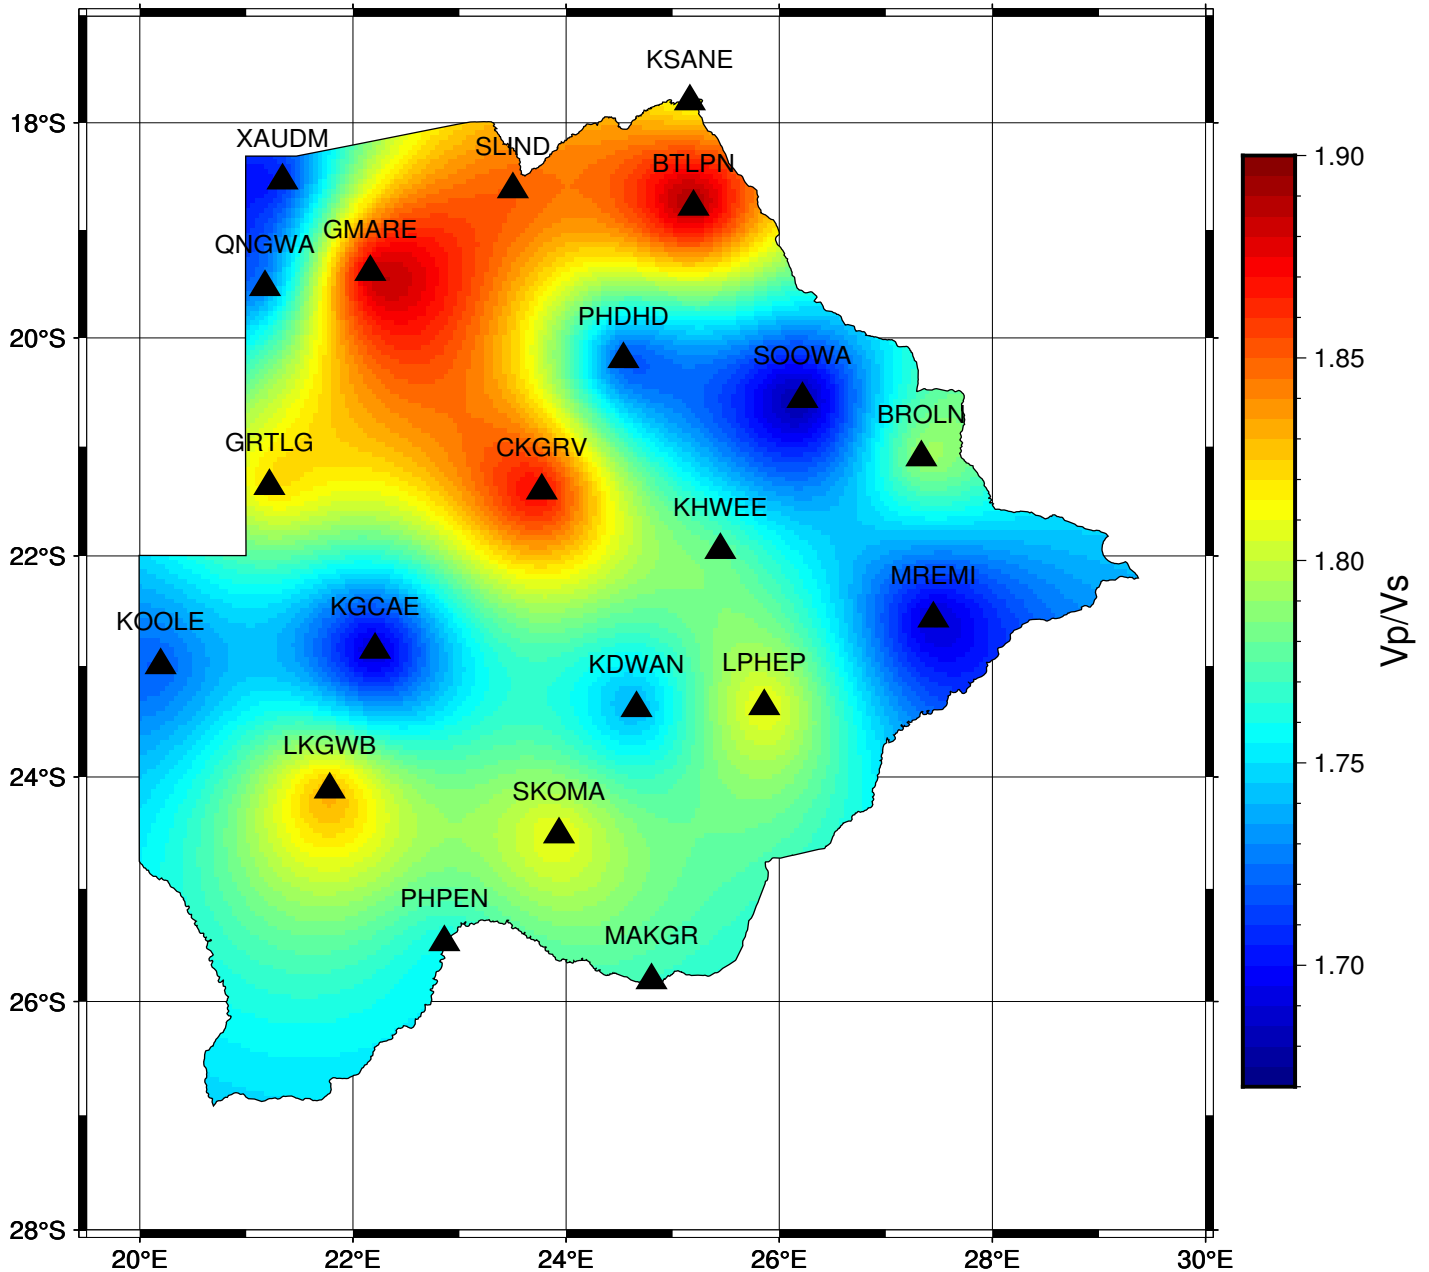 KSANE
18°S
XAUDM
SLIND
BTLPN
1.90
GMARE
QNGWA
PHDHD
20°S
SOOWA
1.85
BROLN
GRTLG
CKGRV
KHWEE
22°S
1.80
MREMI
KGCAE
KOOLE
Vp/Vs
KDWAN
LPHEP
LKGWB
1.75
24°S
SKOMA
PHPEN
MAKGR
1.70
26°S
28°S
20°E 22°E 24°E 26°E 28°E 30°E